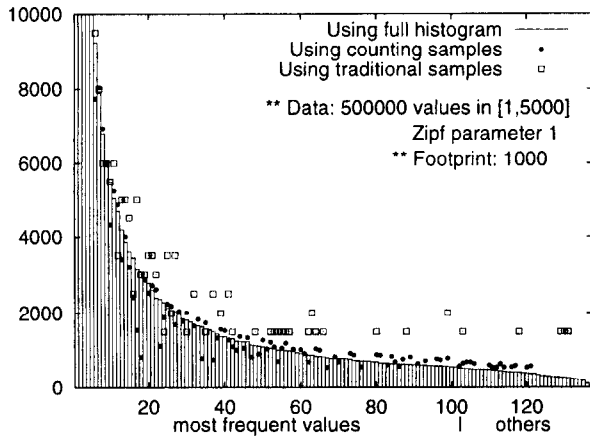 10000
8000
6000
4000
2000
0
Using full histogram
Using counting samples
Using traditional samples
** Data: 500000 values in [1,5000]
Zipf parameter 1
** Footprint: 1000
20 40 60 80 100 120
most frequent values | others